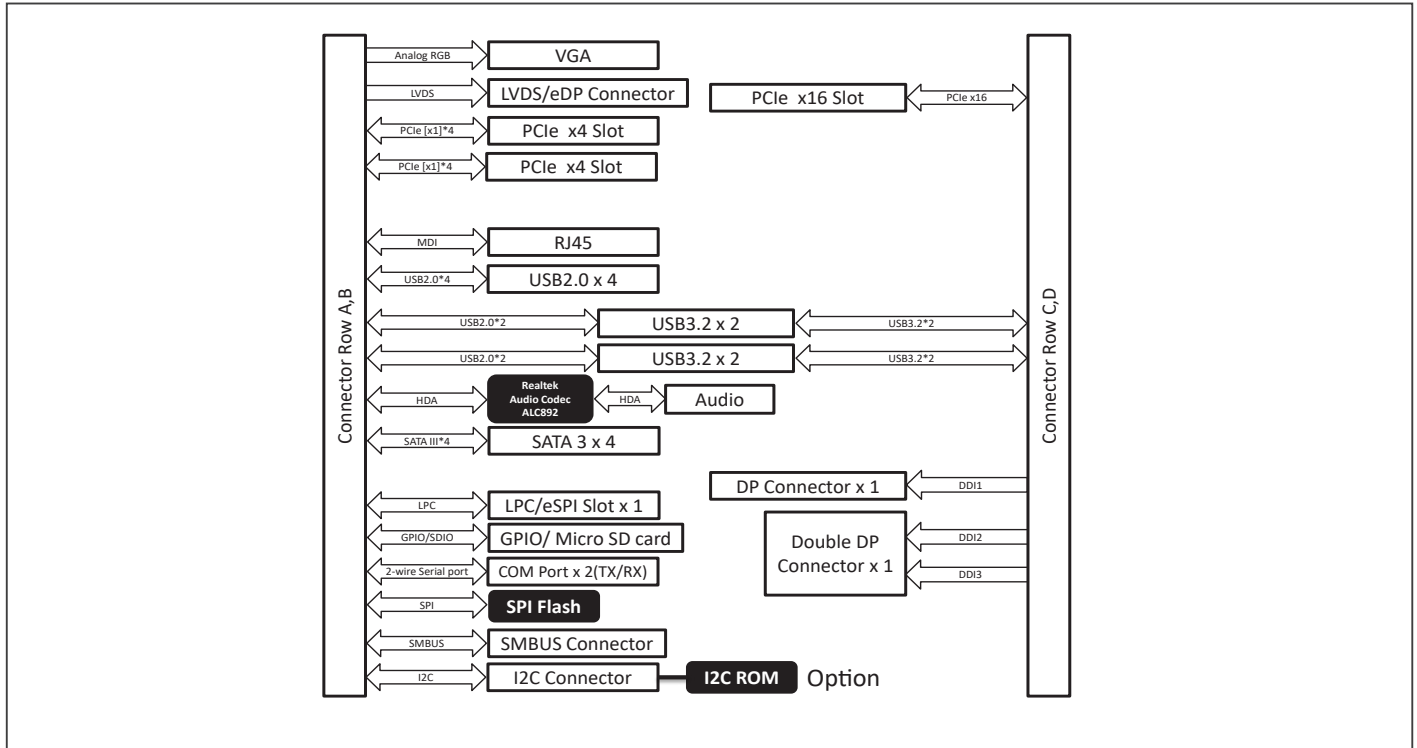 Connector Row A,B
Analog RGB
VGA
LVDS
LVDS/eDP Connector
PCIe x16 Slot
PCIe x16
PCIe [x1]*4
PCIe x4 Slot
PCIe [x1]*4
PCIe x4 Slot
MDI
RJ45
USB2.0*4
USB2.0 x 4
USB2.0*2
USB3.2 x 2
USB3.2*2
USB2.0*2
USB3.2 x 2
USB3.2*2
HDA
Realtek
Audio Codec
ALC892
HDA
Audio
SATA III*4
SATA 3 x 4
DP Connector x 1
DDI1
LPC
LPC/eSPI Slot x 1
GPIO/SDIO
GPIO/ Micro SD card
Double DP
Connector x 1
DDI2
DDI3
2-wire Serial port
COM Port x 2(TX/RX)
SPI
SPI Flash
SMBUS
SMBUS Connector
I2C
I2C Connector
I2C ROM
Option
Connector Row C,D